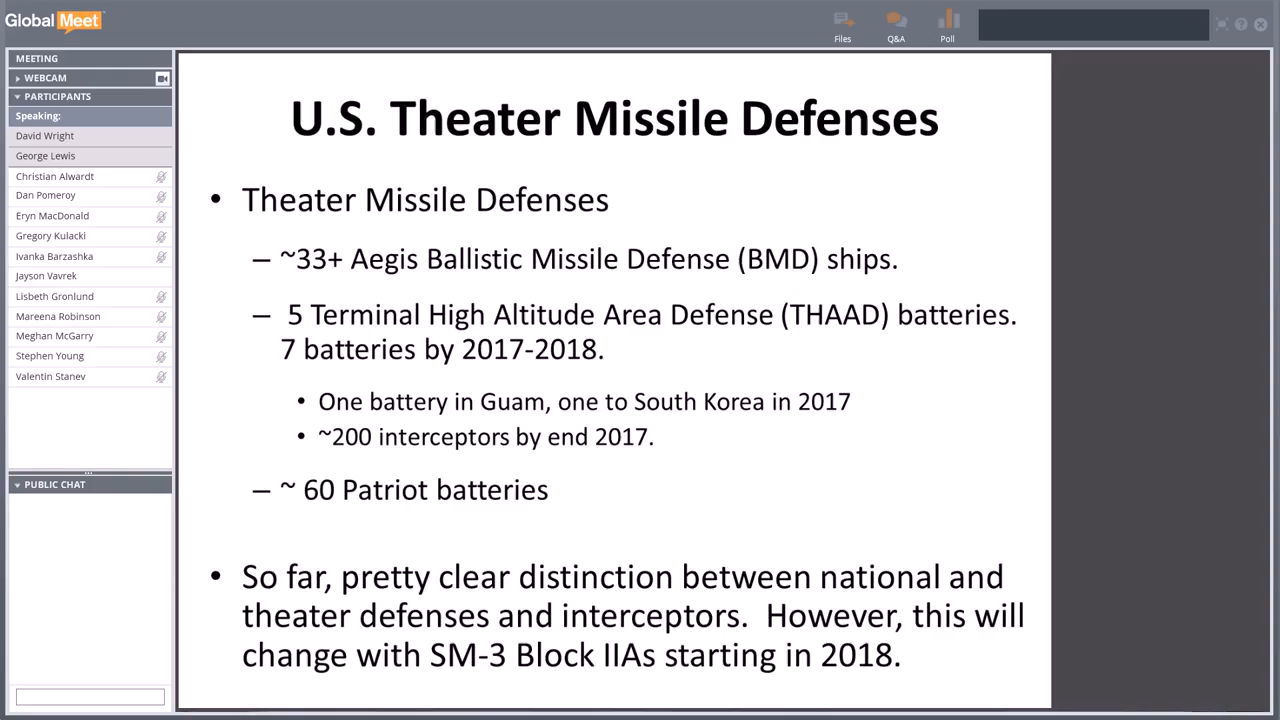 GlobalMeet
Files
Q&A
Poll
MEETING
WEBCAM
PARTICIPANTS
Speaking:
David Wright
George Lewis
Christian Alwardt
Dan Pomeroy
Eryn MacDonald
Gregory Kulacki
Ivanka Barzashka
Jayson Vavrek
Lisbeth Gronlund
Mareena Robinson
Meghan McGarry
Stephen Young
Valentin Stanev
PUBLIC CHAT
U.S. Theater Missile Defenses
• Theater Missile Defenses
– ~33+ Aegis Ballistic Missile Defense (BMD) ships.
– 5 Terminal High Altitude Area Defense (THAAD) batteries.
7 batteries by 2017-2018.
• One battery in Guam, one to South Korea in 2017
• ~200 interceptors by end 2017.
– ~ 60 Patriot batteries
• So far, pretty clear distinction between national and
theater defenses and interceptors. However, this will
change with SM-3 Block IIAs starting in 2018.